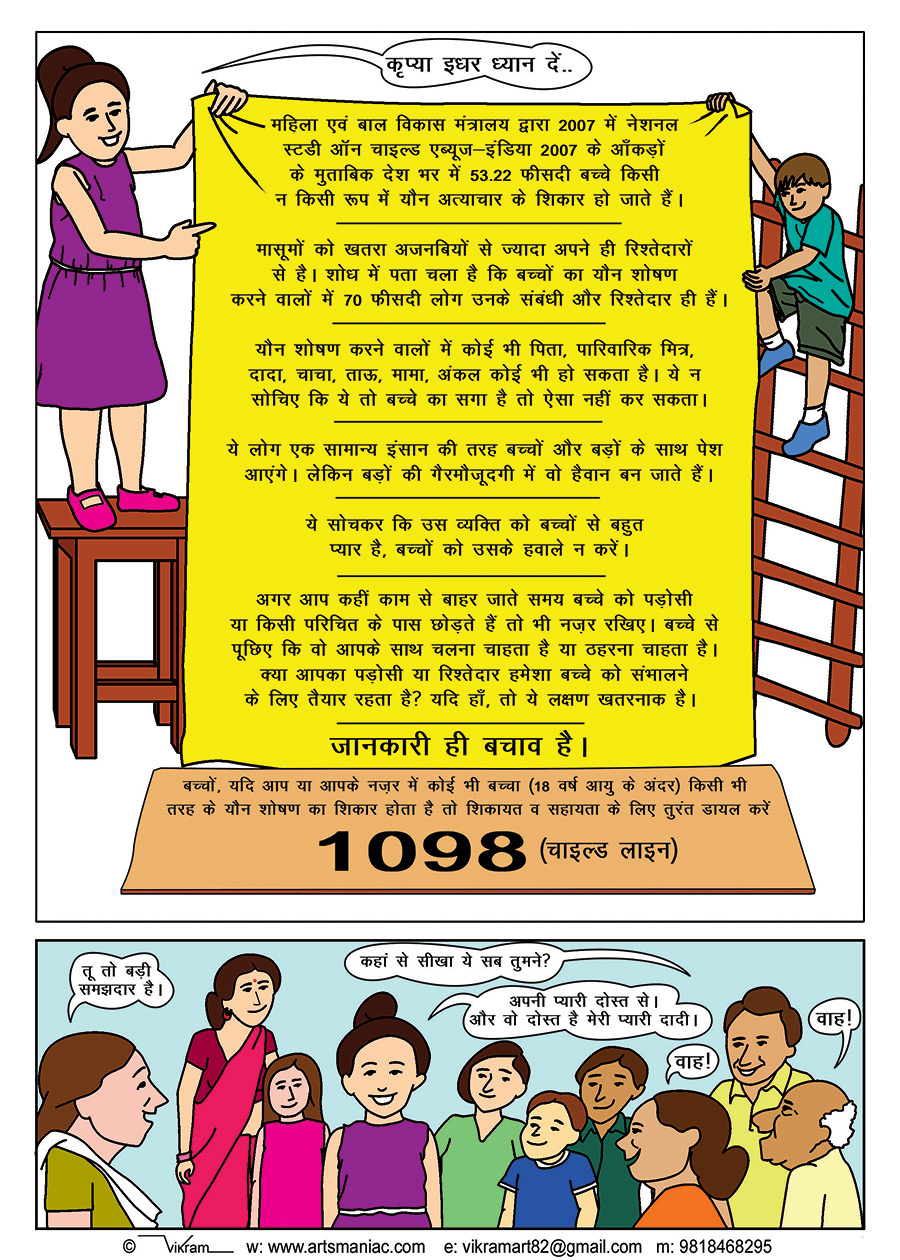 कृप्या इधर ध्यान दें..
महिला एवं बाल विकास मंत्रालय द्वारा 2007 में नेशनल
स्टडी ऑन चाइल्ड एब्यूज–इंडिया 2007 के आँकड़ों
के मुताबिक देश भर में 53.22 फीसदी बच्चे किसी
न किसी रूप में यौन अत्याचार के शिकार हो जाते हैं।
मासूमों को खतरा अजनबियों से ज्यादा अपने ही रिश्तेदारों
से है। शोध में पता चला है कि बच्चों का यौन शोषण
करने वालों में 70 फीसदी लोग उनके संबंधी और रिश्तेदार ही हैं।
यौन शोषण करने वालों में कोई भी पिता, पारिवारिक मित्र,
दादा, चाचा, ताऊ, मामा, अंकल कोई भी हो सकता है। ये न
सोचिए कि ये तो बच्चे का सगा है तो ऐसा नहीं कर सकता।
ये लोग एक सामान्य इंसान की तरह बच्चों और बड़ों के साथ पेश
आएंगे। लेकिन बड़ों की गैरमौजूदगी में वो हैवान बन जाते हैं।
ये सोचकर कि उस व्यक्ति को बच्चों से बहुत
प्यार है, बच्चों को उसके हवाले न करें।
अगर आप कहीं काम से बाहर जाते समय बच्चे को पड़ोसी
या किसी परिचित के पास छोड़ते हैं तो भी नज़र रखिए। बच्चे से
पूछिए कि वो आपके साथ चलना चाहता है या ठहरना चाहता है।
क्या आपका पड़ोसी या रिश्तेदार हमेशा बच्चे को संभालने
के लिए तैयार रहता है? यदि हाँ, तो ये लक्षण खतरनाक है।
जानकारी ही बचाव है।
बच्चों, यदि आप या आपके नज़र में कोई भी बच्चा (18 वर्ष आयु के अंदर) किसी भी
तरह के यौन शोषण का शिकार होता है तो शिकायत व सहायता के लिए तुरंत डायल करें
1098 (चाइल्ड लाइन)
तू तो बड़ी
समझदार है।
कहां से सीखा ये सब तुमने?
अपनी प्यारी दोस्त से।
और वो दोस्त है मेरी प्यारी दादी।
वाह!
वाह!
© Vikram w: www.artsmaniac.com e: vikramart82@gmail.com m: 9818468295